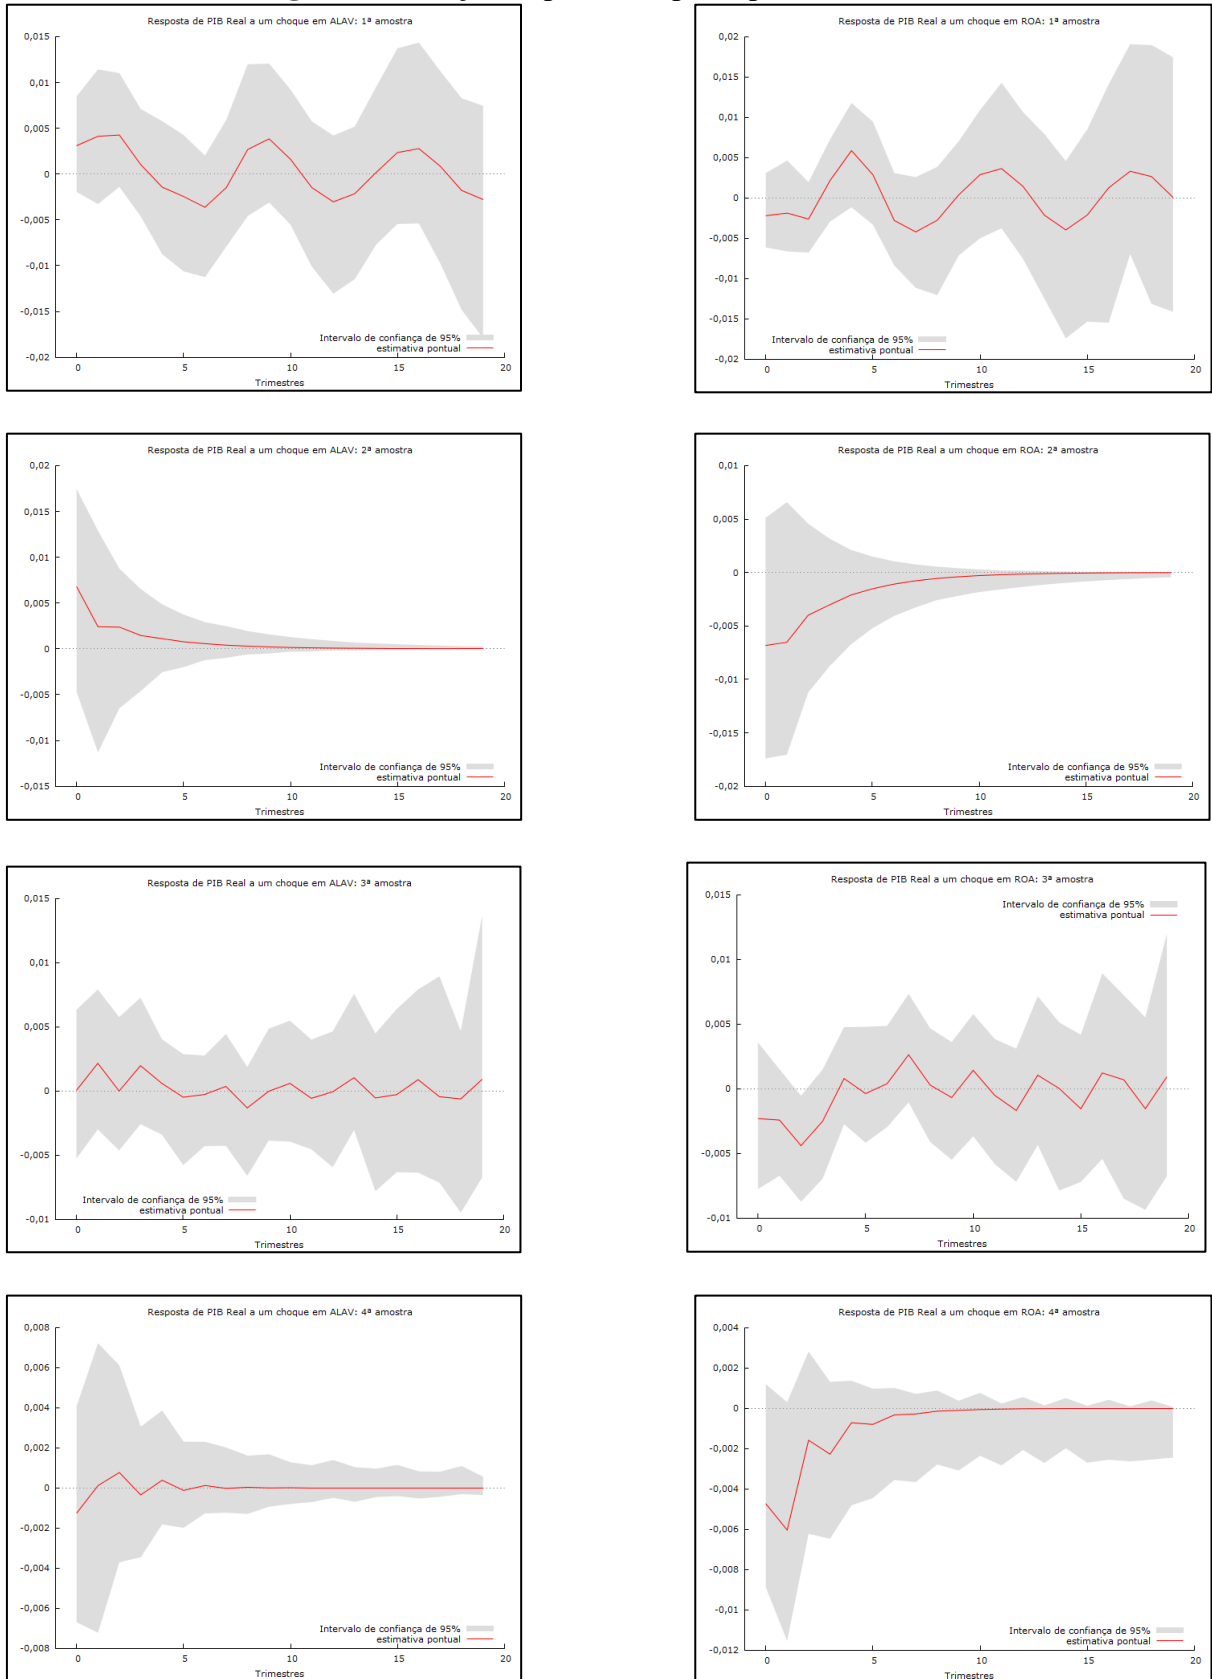 Resposta de PIB Real a um choque em ALAV: 1ª amostra
0,015
0,01
0,005
0
-0,005
-0,01
-0,015
-0,02
Intervalo de confiança de 95%
estimativa pontual
0 5 10 15 20
Trimestres
Resposta de PIB Real a um choque em ROA: 1ª amostra
0,02
0,015
0,01
0,005
0
-0,005
-0,01
-0,015
-0,02
Intervalo de confiança de 95%
estimativa pontual
0 5 10 15 20
Trimestres
Resposta de PIB Real a um choque em ALAV: 2ª amostra
0,02
0,015
0,01
0,005
0
-0,005
-0,01
-0,015
Intervalo de confiança de 95%
estimativa pontual
0 5 10 15 20
Trimestres
Resposta de PIB Real a um choque em ROA: 2ª amostra
0,01
0,005
0
-0,005
-0,01
-0,015
-0,02
Intervalo de confiança de 95%
estimativa pontual
0 5 10 15 20
Trimestres
Resposta de PIB Real a um choque em ALAV: 3ª amostra
0,015
0,01
0,005
0
-0,005
-0,01
Intervalo de confiança de 95%
estimativa pontual
0 5 10 15 20
Trimestres
Resposta de PIB Real a um choque em ROA: 3ª amostra
0,015
Intervalo de confiança de 95%
estimativa pontual
0,01
0,005
0
-0,005
-0,01
0 5 10 15 20
Trimestres
Resposta de PIB Real a um choque em ALAV: 4ª amostra
0,008
0,006
0,004
0,002
0
-0,002
-0,004
-0,006
-0,008
Intervalo de confiança de 95%
estimativa pontual
0 5 10 15 20
Trimestres
Resposta de PIB Real a um choque em ROA: 4ª amostra
0,004
0,002
0
-0,002
-0,004
-0,006
-0,008
-0,01
-0,012
Intervalo de confiança de 95%
estimativa pontual
0 5 10 15 20
Trimestres